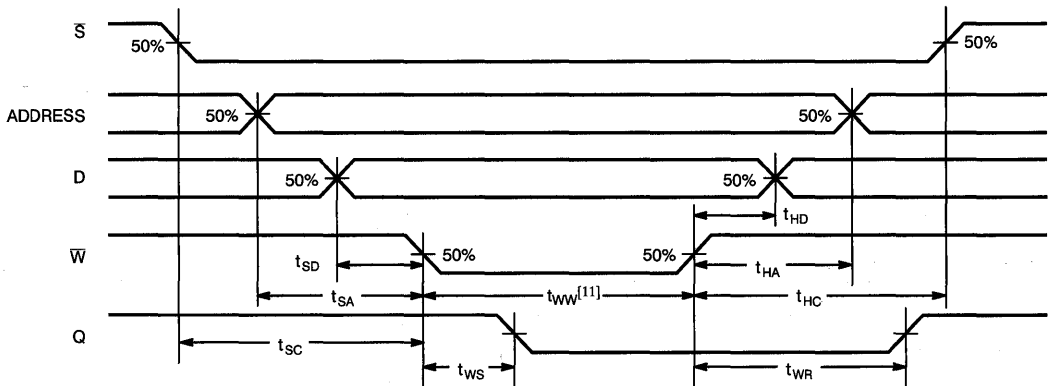 S̅
50% 50%
ADDRESS 50% 50%
D 50% 50%
tHD
W̅ 50% 50%
tSD tHA
tSA tWW[11] tHC
Q
tSC
tWS tWR